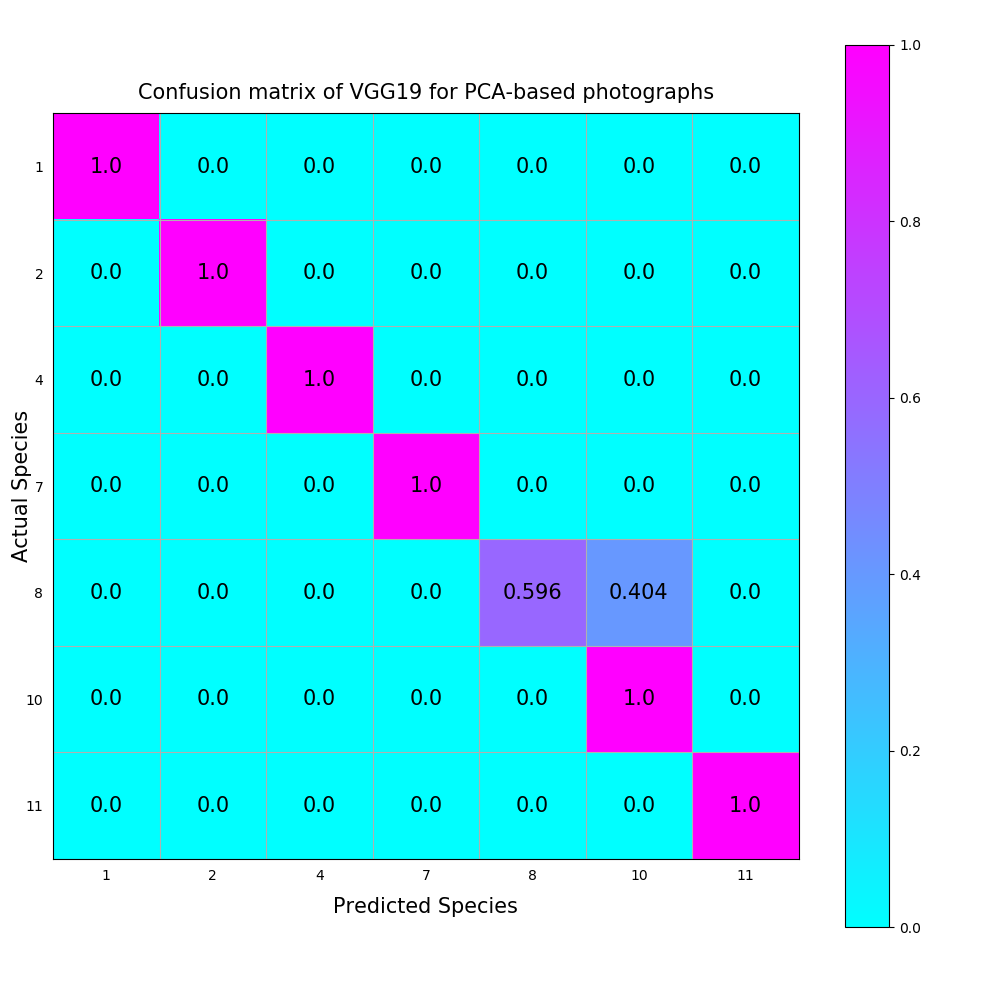 Confusion matrix of VGG19 for PCA-based photographs
1 1.0 0.0 0.0 0.0 0.0 0.0 0.0
2 0.0 1.0 0.0 0.0 0.0 0.0 0.0
4 0.0 0.0 1.0 0.0 0.0 0.0 0.0
7 0.0 0.0 0.0 1.0 0.0 0.0 0.0
8 0.0 0.0 0.0 0.0 0.596 0.404 0.0
10 0.0 0.0 0.0 0.0 0.0 1.0 0.0
11 0.0 0.0 0.0 0.0 0.0 0.0 1.0
1 2 4 7 8 10 11
Actual Species
Predicted Species
1.0
0.8
0.6
0.4
0.2
0.0